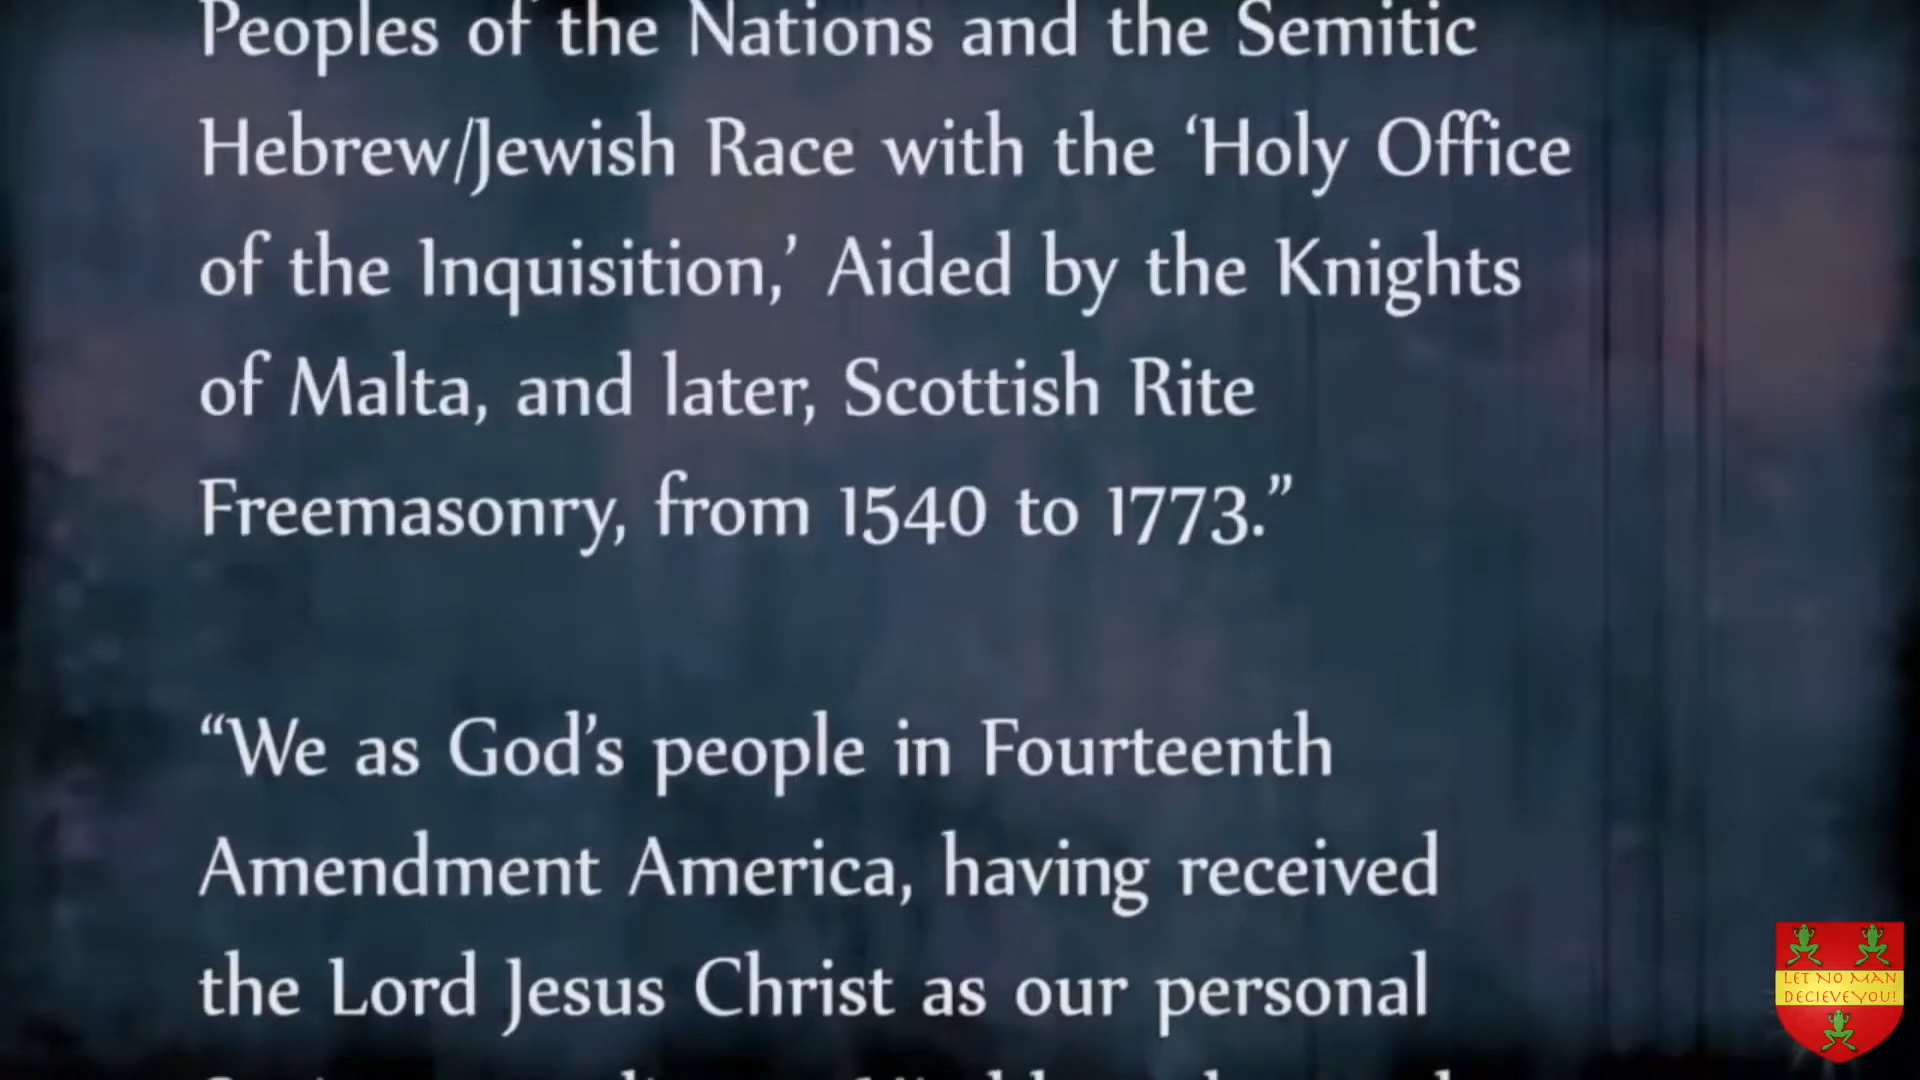 Peoples of the Nations and the Semitic
Hebrew/Jewish Race with the ‘Holy Office
of the Inquisition,’ Aided by the Knights
of Malta, and later, Scottish Rite
Freemasonry, from 1540 to 1773.”
“We as God’s people in Fourteenth
Amendment America, having received
the Lord Jesus Christ as our personal
LET NO MAN
DECIEVE YOU!